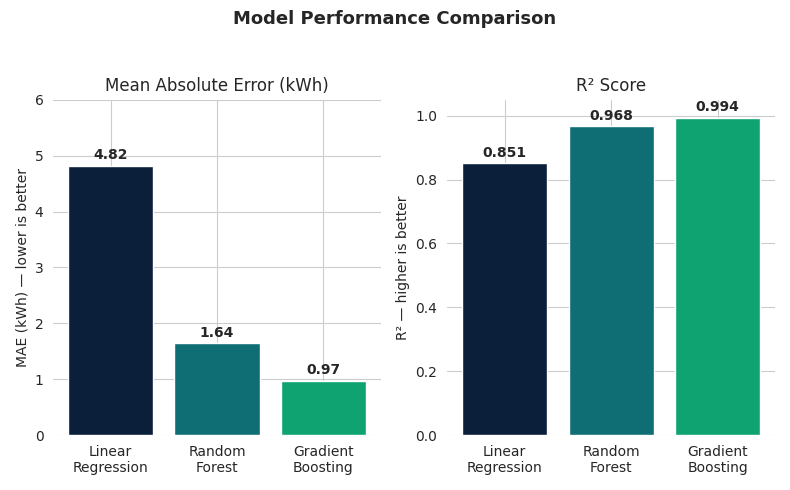 Model Performance Comparison
Mean Absolute Error (kWh)
MAE (kWh) — lower is better
6
5
4
3
2
1
0
4.82
1.64
0.97
Linear
Regression
Random
Forest
Gradient
Boosting
R² Score
R² — higher is better
1.0
0.8
0.6
0.4
0.2
0.0
0.851
0.968
0.994
Linear
Regression
Random
Forest
Gradient
Boosting